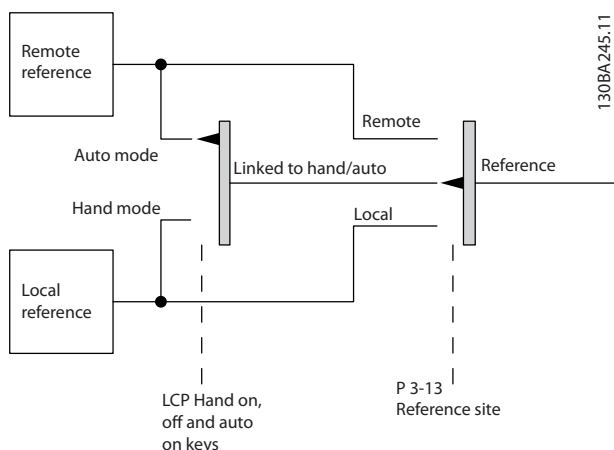 Remote
reference
130BA245.11
Remote
Auto mode
Linked to hand/auto
Reference
Hand mode
Local
Local
reference
LCP Hand on,
off and auto
on keys
P 3-13
Reference site